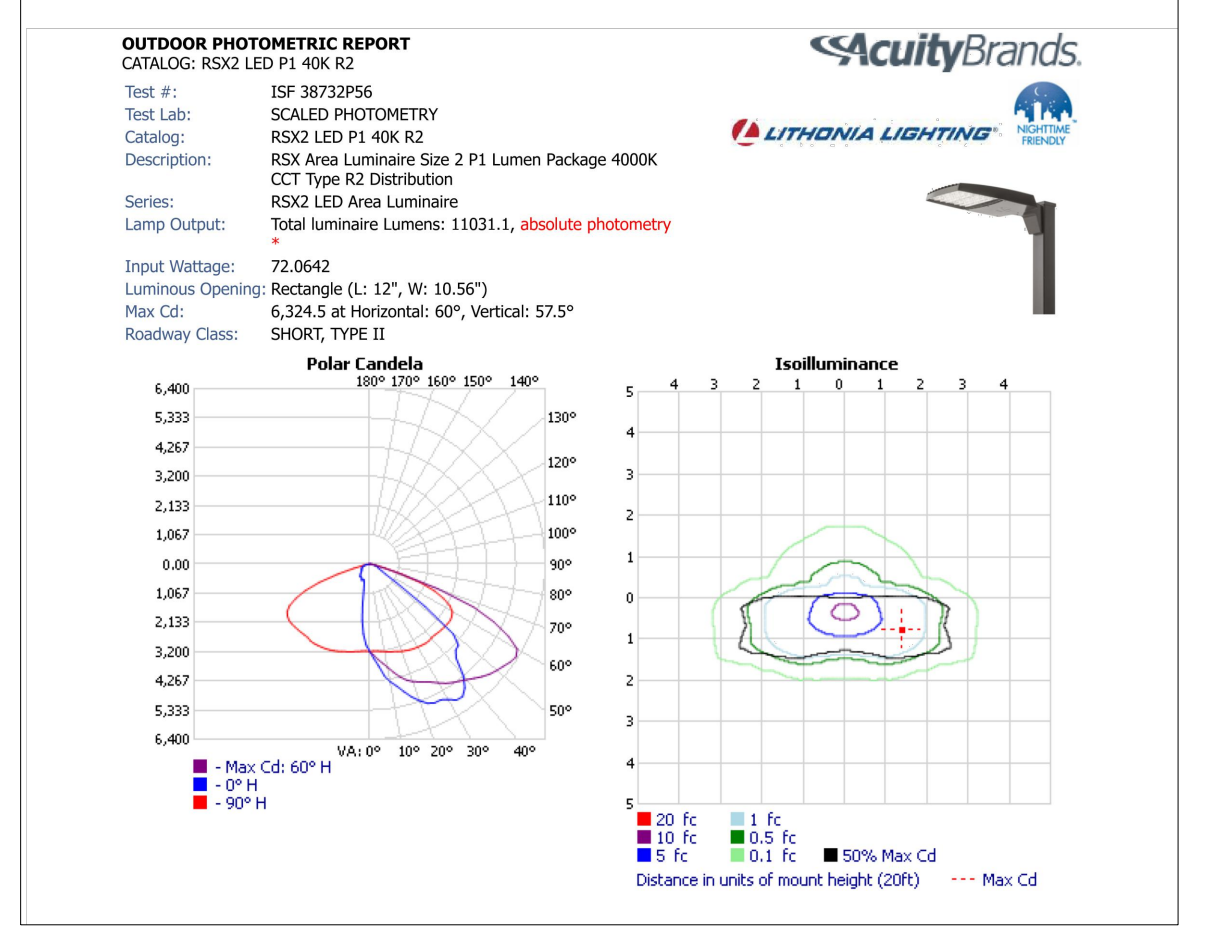 OUTDOOR PHOTOMETRIC REPORT
CATALOG: RSX2 LED P1 40K R2
AcuityBrands.
Test #: ISF 38732P56
Test Lab: SCALED PHOTOMETRY
Catalog: RSX2 LED P1 40K R2
Description: RSX Area Luminaire Size 2 P1 Lumen Package 4000K
CCT Type R2 Distribution
Series: RSX2 LED Area Luminaire
Lamp Output: Total luminaire Lumens: 11031.1, absolute photometry
*
Input Wattage: 72.0642
Luminous Opening: Rectangle (L: 12", W: 10.56")
Max Cd: 6,324.5 at Horizontal: 60°, Vertical: 57.5°
Roadway Class: SHORT, TYPE II
LITHONIA LIGHTING®
NIGHTTIME
FRIENDLY™
Polar Candela
180° 170° 160° 150° 140°
6,400
5,333
4,267
3,200
2,133
1,067
0.00
1,067
2,133
3,200
4,267
5,333
6,400
130°
120°
110°
100°
90°
80°
70°
60°
50°
VA: 0° 10° 20° 30° 40°
- Max Cd: 60° H
- 0° H
- 90° H
Isoilluminance
4 3 2 1 0 1 2 3 4
5
4
3
2
1
0
1
2
3
4
5
20 fc 1 fc
10 fc 0.5 fc
5 fc 0.1 fc 50% Max Cd
Distance in units of mount height (20ft) --- Max Cd